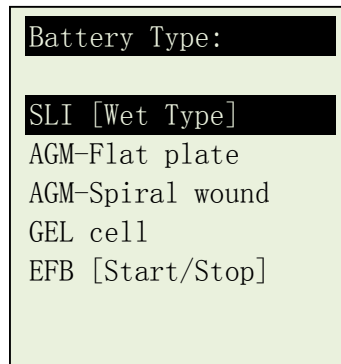 Battery Type:
SLI [Wet Type]
AGM-Flat plate
AGM-Spiral wound
GEL cell
EFB [Start/Stop]